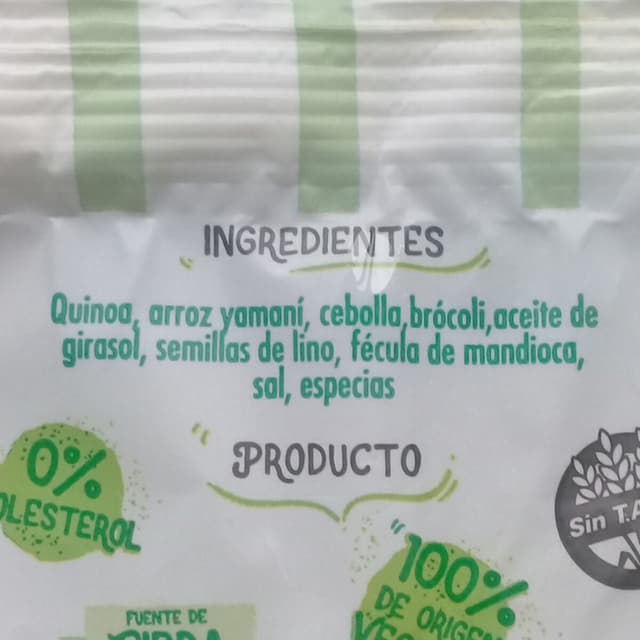 INGREDIENTES
Quinoa, arroz yamaní, cebolla,brócoli,aceite de
girasol, semillas de lino, fécula de mandioca,
sal, especias
PRODUCTO
0%
OLESTEROL
Sin T.A
100%
DE ORIGEN
FUENTE DE